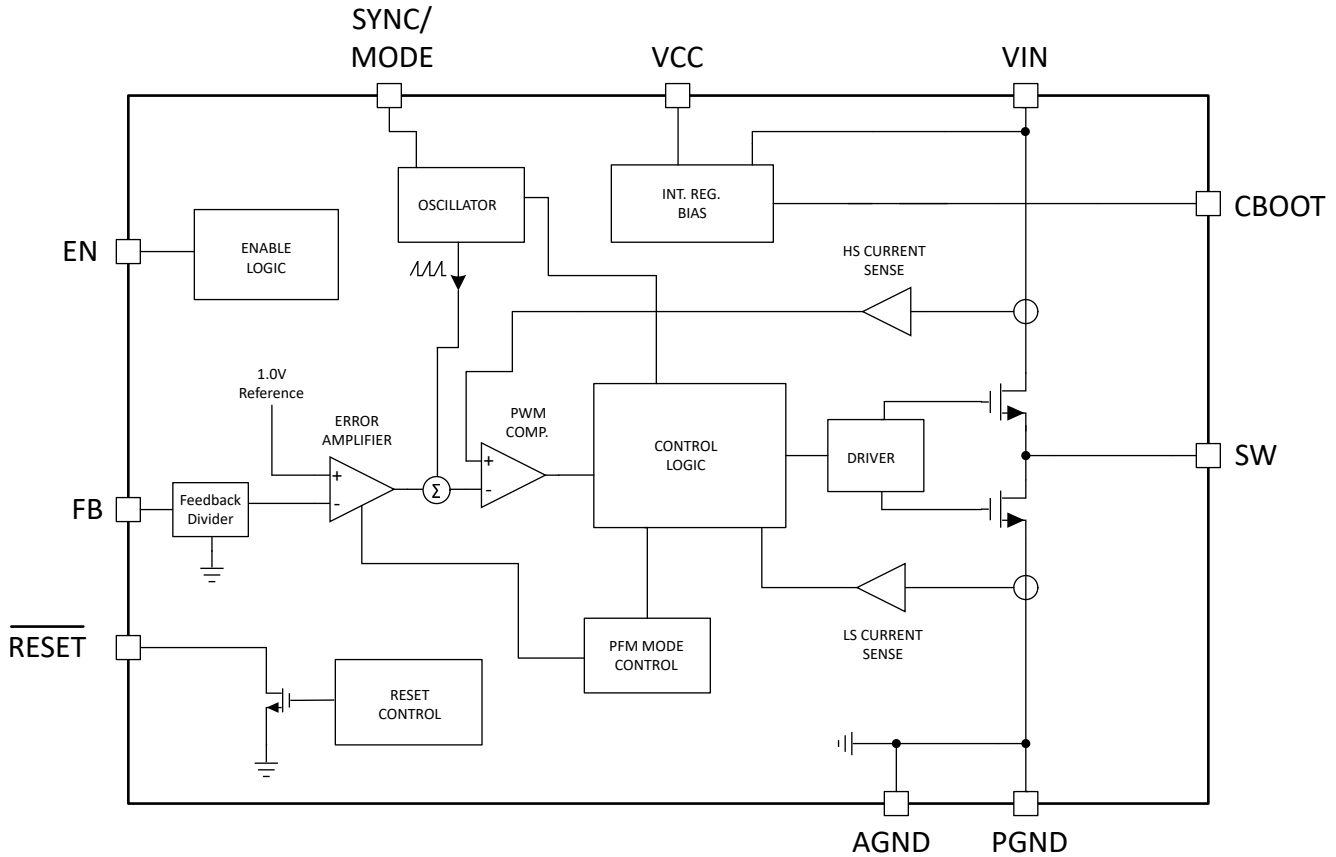 SYNC/
MODE
VCC
VIN
OSCILLATOR
INT. REG.
BIAS
CBOOT
EN
ENABLE
LOGIC
HS CURRENT
SENSE
1.0V
Reference
ERROR
AMPLIFIER
PWM
COMP.
CONTROL
LOGIC
DRIVER
SW
+
-
Σ
+
-
FB
Feedback
Divider
RESET
PFM MODE
CONTROL
LS CURRENT
SENSE
RESET
CONTROL
AGND
PGND